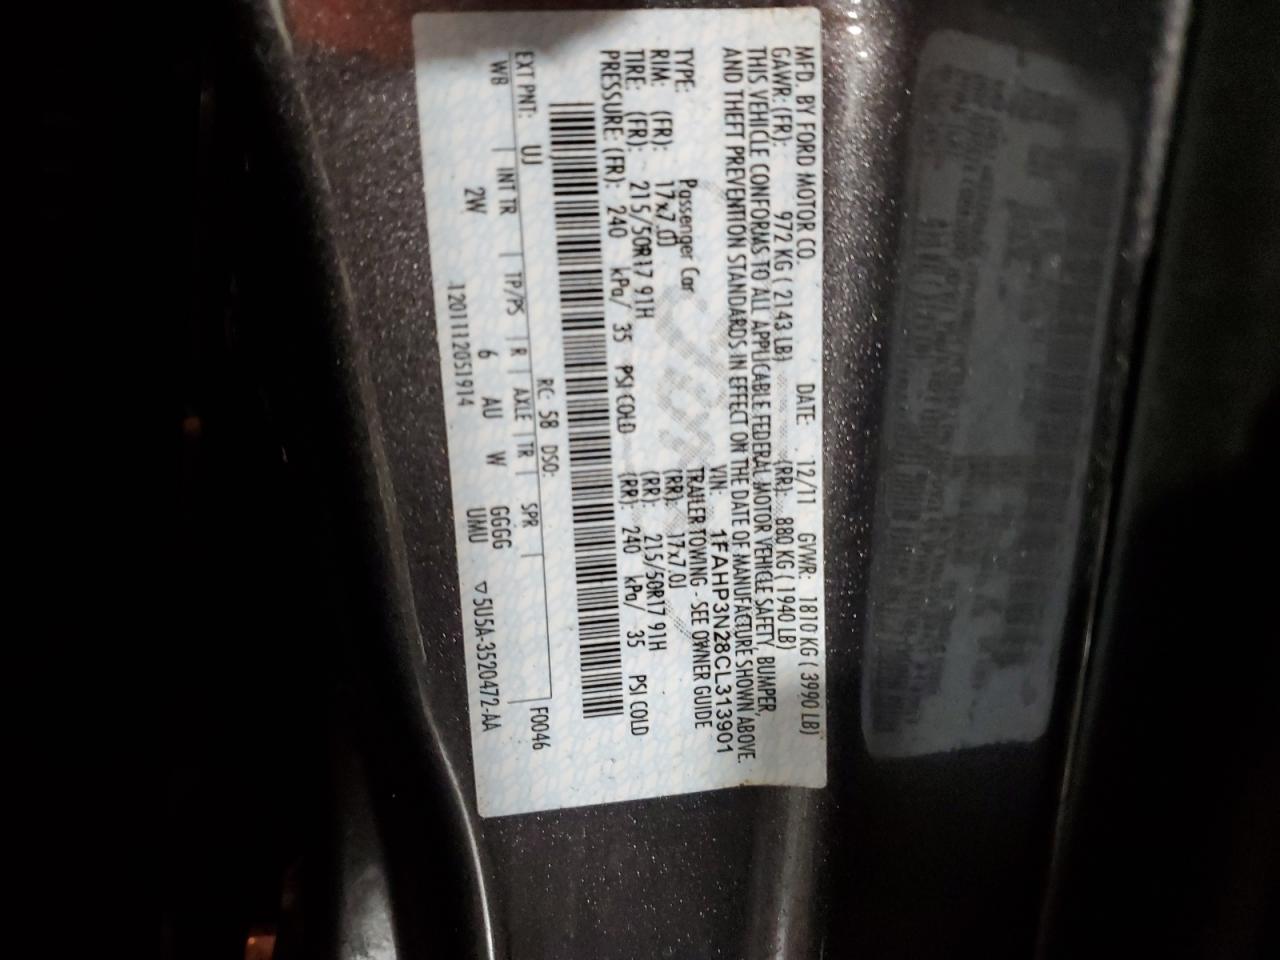 MFD. BY FORD MOTOR CO. DATE: 12/11 GVWR: 1810 KG ( 3990 LB)
GAWR: (FR): 972 KG ( 2143 LB) (RR): 880 KG ( 1940 LB)
THIS VEHICLE CONFORMS TO ALL APPLICABLE FEDERAL MOTOR VEHICLE SAFETY, BUMPER,
AND THEFT PREVENTION STANDARDS IN EFFECT ON THE DATE OF MANUFACTURE SHOWN ABOVE.
VIN: 1FAHP3N28CL313901
TYPE: Passenger Car TRAILER TOWING - SEE OWNER GUIDE
RIM: (FR): 17x7.0J (RR): 17x7.0J
TIRE: (FR): 215/50R17 91H (RR): 215/50R17 91H
PRESSURE: (FR): 240 kPa/ 35 PSI COLD (RR): 240 kPa/ 35 PSI COLD
RC: 58 DSO: F0046
EXT PNT: UJ INT TR TP/PS R AXLE TR SPR
WB 2W 6 AU W GGGG
UMU
1201112051914 ▽5U5A-3520472-AA